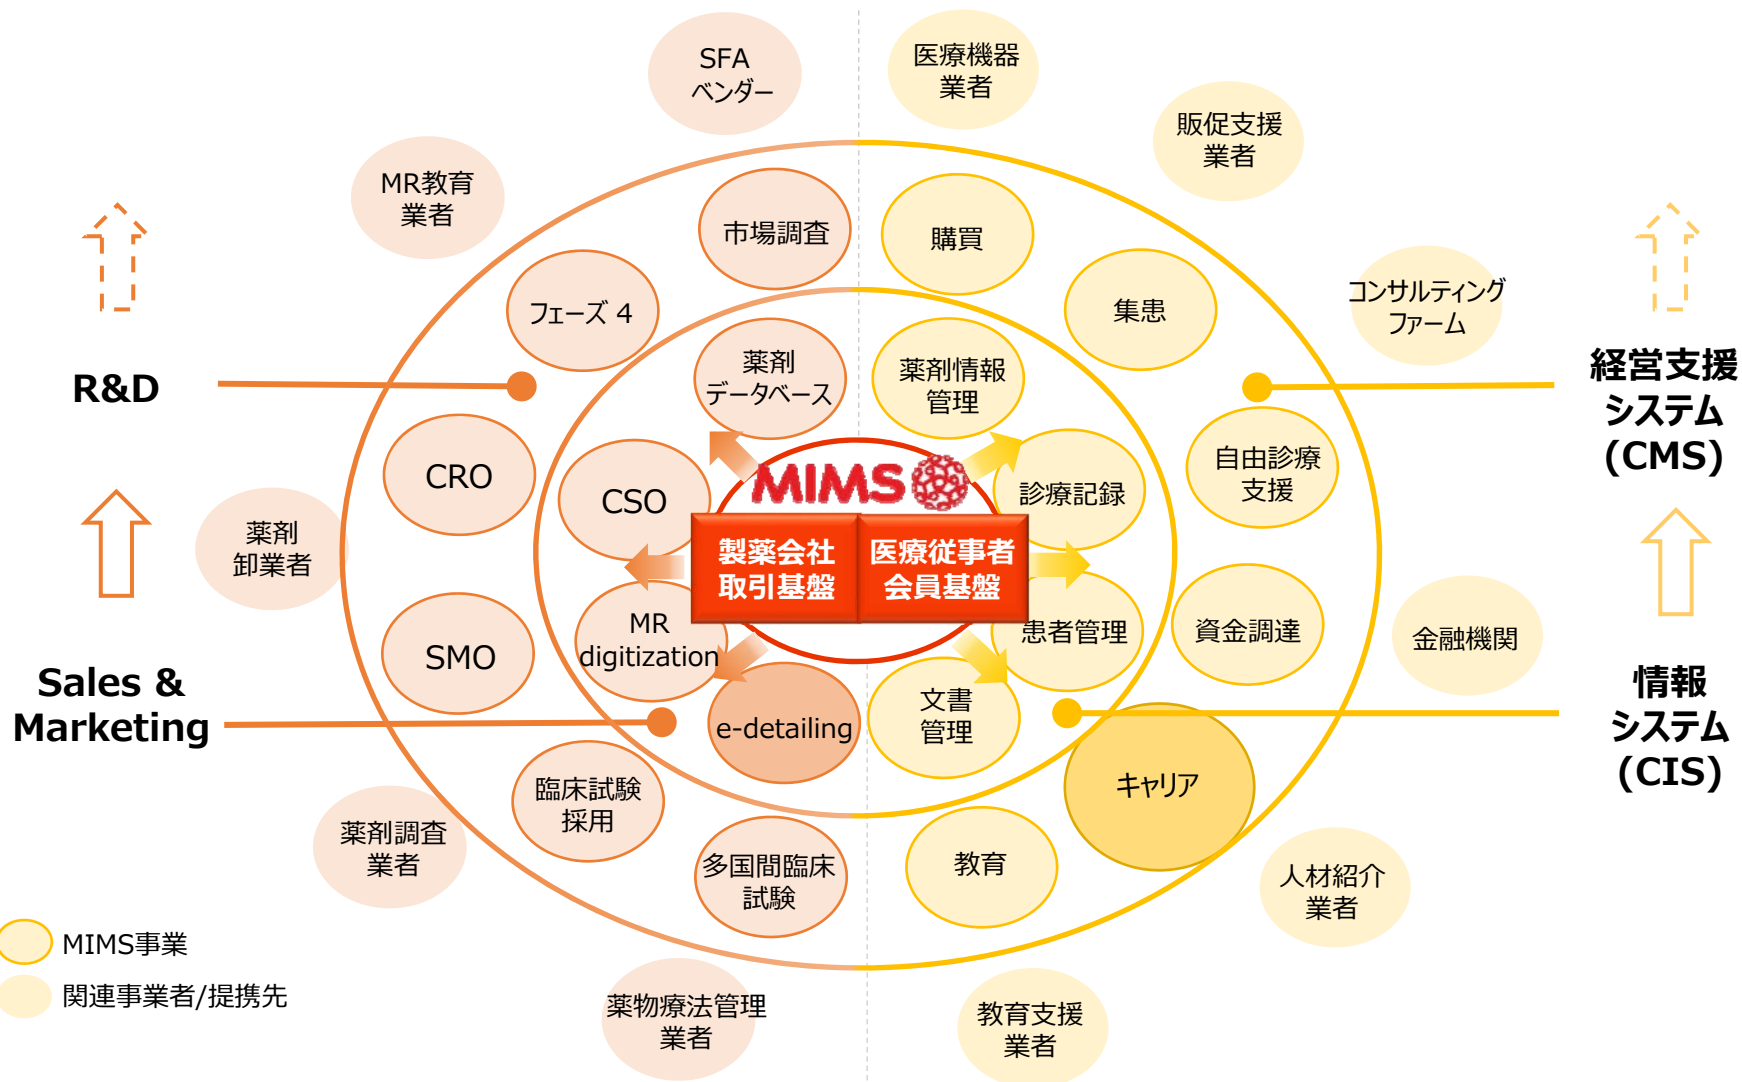 SFA
ベンダー
医療機器
業者
販促支援
業者
MR教育
業者
市場調査
購買
コンサルティング
ファーム
フェーズ 4
集患
薬剤
データベース
薬剤情報
管理
R&D
経営支援
システム
(CMS)
CRO
CSO
MIMS
診療記録
自由診療
支援
薬剤
卸業者
製薬会社
取引基盤
医療従事者
会員基盤
SMO
MR
digitization
患者管理
資金調達
金融機関
Sales &
Marketing
e-detailing
文書
管理
情報
システム
(CIS)
臨床試験
採用
キャリア
薬剤調査
業者
多国間臨床
試験
教育
人材紹介
業者
MIMS事業
関連事業者/提携先
薬物療法管理
業者
教育支援
業者